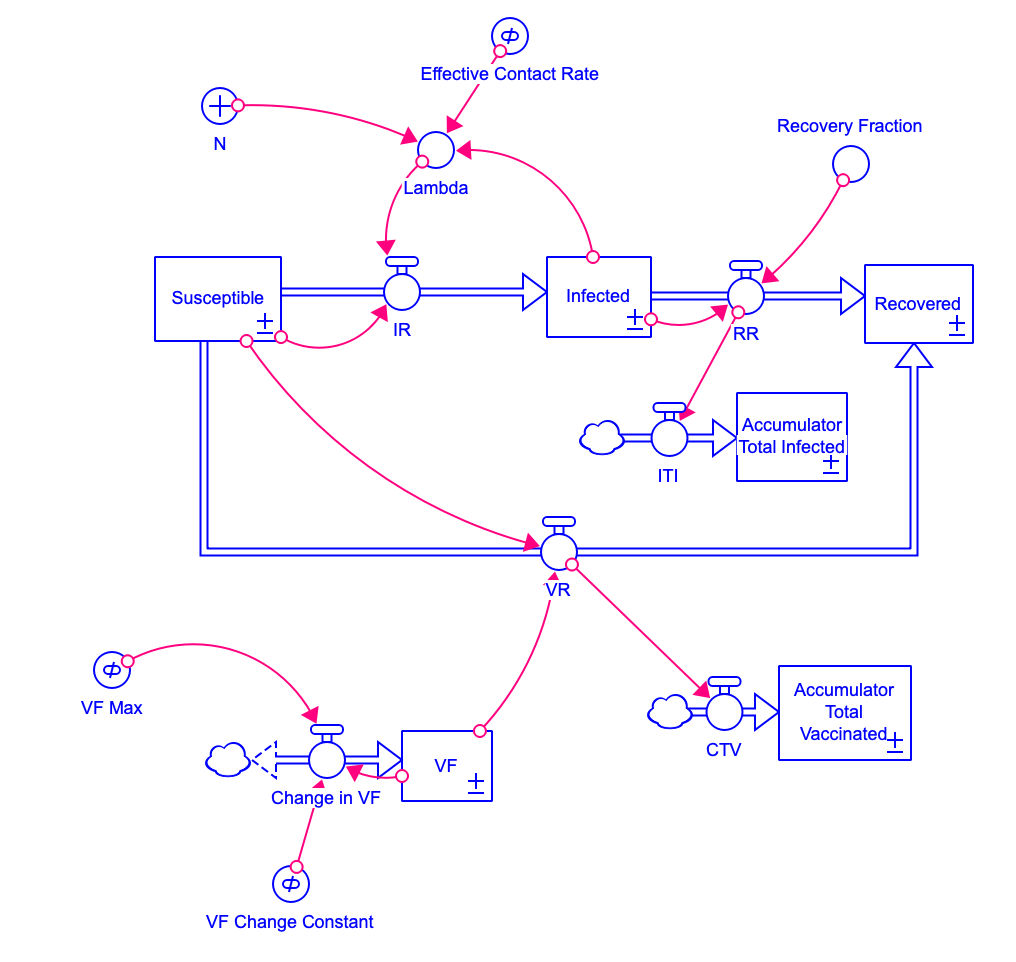 Effective Contact Rate
N
Recovery Fraction
Lambda
Susceptible
Infected
Recovered
IR
RR
Accumulator
Total Infected
ITI
VR
VF Max
Accumulator
Total
Vaccinated
CTV
VF
Change in VF
VF Change Constant